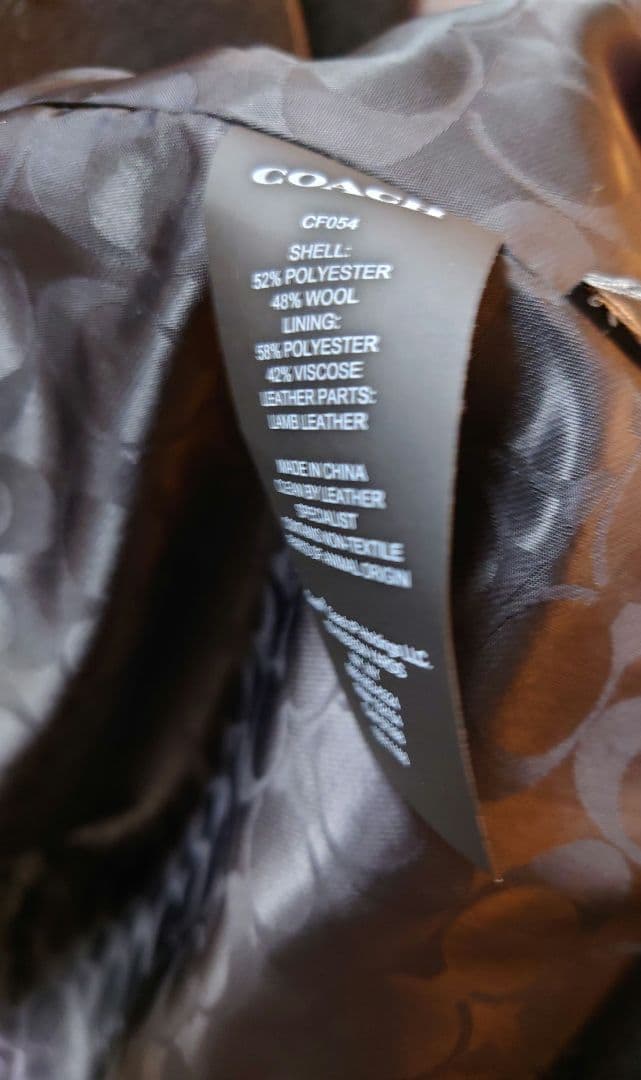 COACH
CF054
SHELL:
52% POLYESTER
48% WOOL
LINING:
58% POLYESTER
42% VISCOSE
LEATHER PARTS:
LAMB LEATHER
MADE IN CHINA
CLEAN BY LEATHER
SPECIALIST
CONTAINS NON-TEXTILE
PARTS OF ANIMAL ORIGIN
LLC.